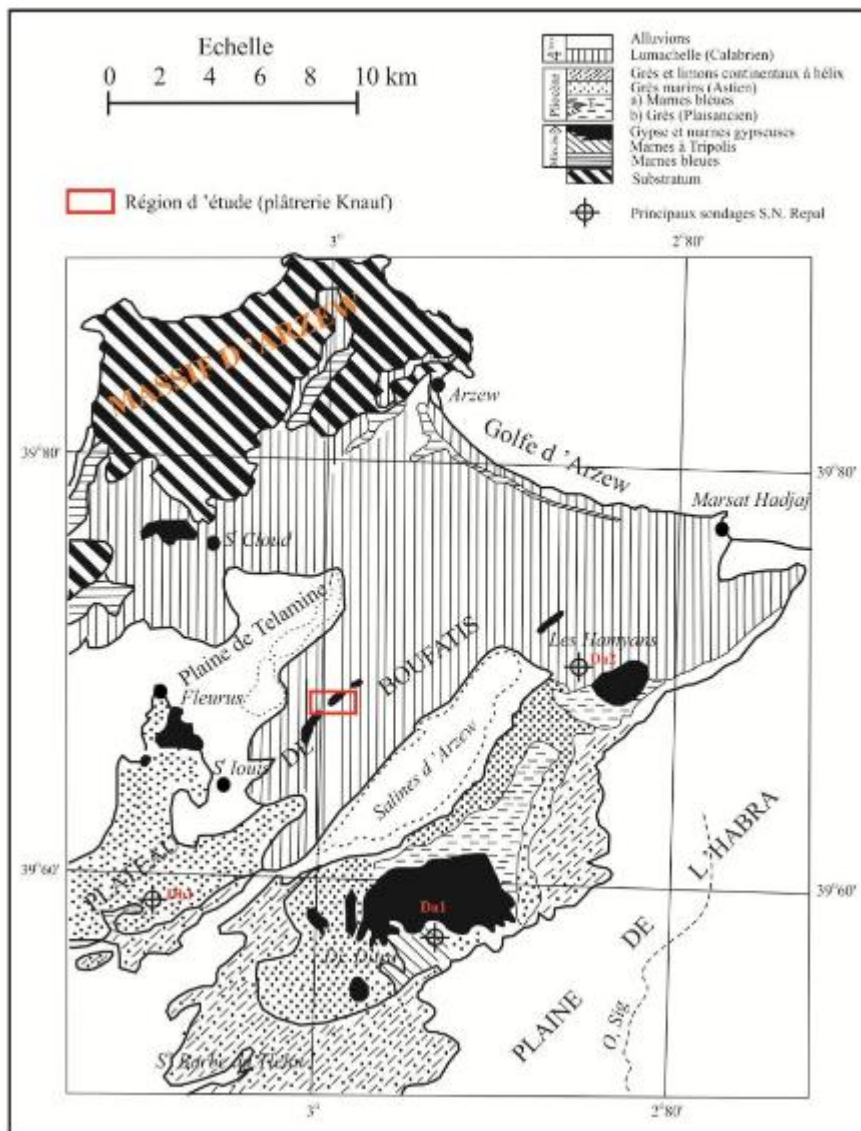 Echelle
0 2 4 6 8 10 km
Région d ’étude (plâtrerie Knauf)
Alluvions
Lumachelle (Calabrien)
Pliocène
Grès et limons continentaux à hélix
Grès marins (Astien)
a) Marnes bleues
b) Grès (Plaisancien)
Gypse et marnes gypseuses
Marnes à Tripolis
Marnes bleues
Substratum
Principaux sondages S.N. Repal
3° 2°80'
MASSIF D ’ARZEW
Arzew
Golfe d ’Arzew
39°80' 39°80'
Marsat Hadjaj
St Cloud
Plaine de Telamine
Les Hamyans
Da2
Fleurus
PLATEAU DE BOUFATIS
St louis
Salines d ’Arzew
39°60' 39°60'
Da1
PLAINE DE L’HABRA
O. Sig
3° 2°80'